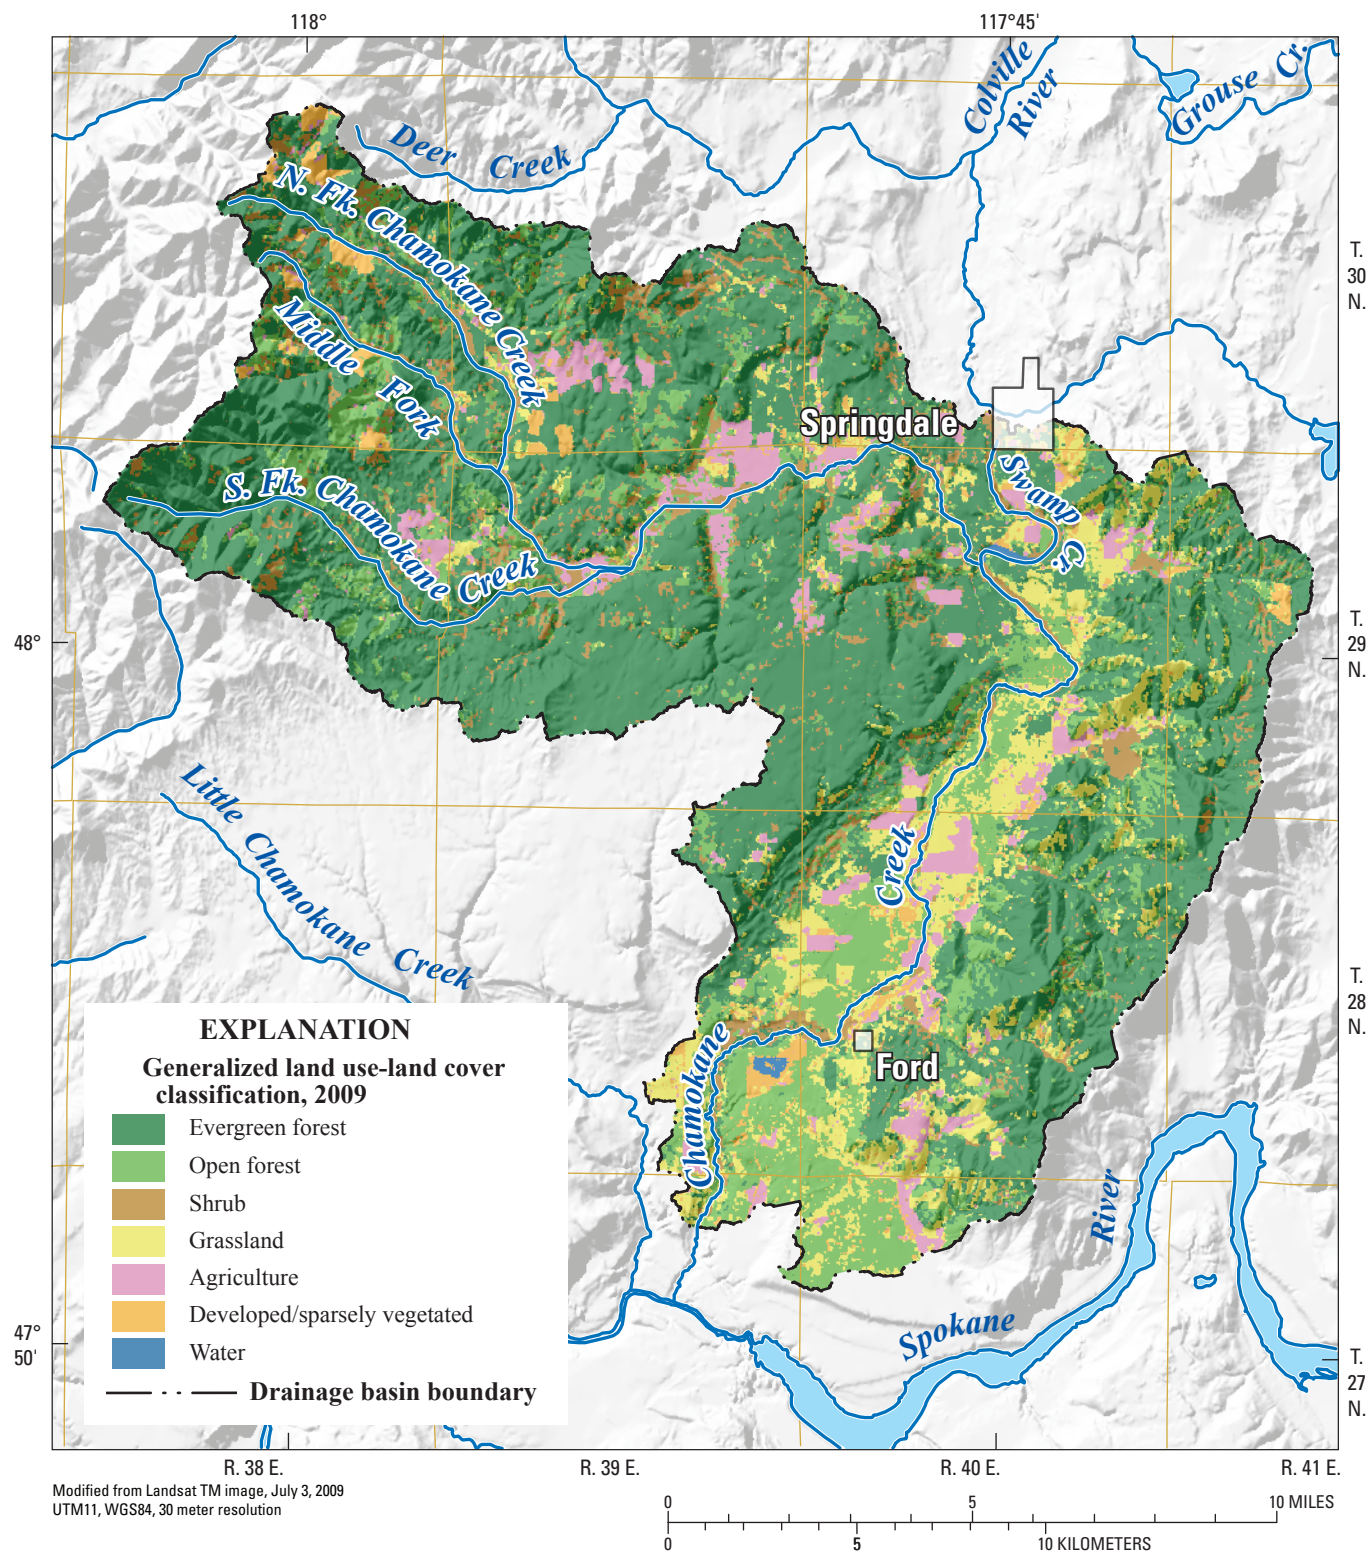 118°
117°45'
Colville
River
Grouse Cr.
Deer Creek
N. Fk. Chamokane Creek
T.
30
N.
Middle Fork
Springdale
S. Fk. Chamokane Creek
Swamp Cr.
48°
T.
29
N.
Little Chamokane Creek
Creek
T.
28
N.
Chamokane
Ford
EXPLANATION
Generalized land use-land cover
classification, 2009
Evergreen forest
Open forest
Shrub
Grassland
Agriculture
Developed/sparsely vegetated
Water
Drainage basin boundary
River
Spokane
47°
50'
T.
27
N.
R. 38 E.
R. 39 E.
R. 40 E.
R. 41 E.
Modified from Landsat TM image, July 3, 2009
UTM11, WGS84, 30 meter resolution
0 5 10 MILES
0 5 10 KILOMETERS